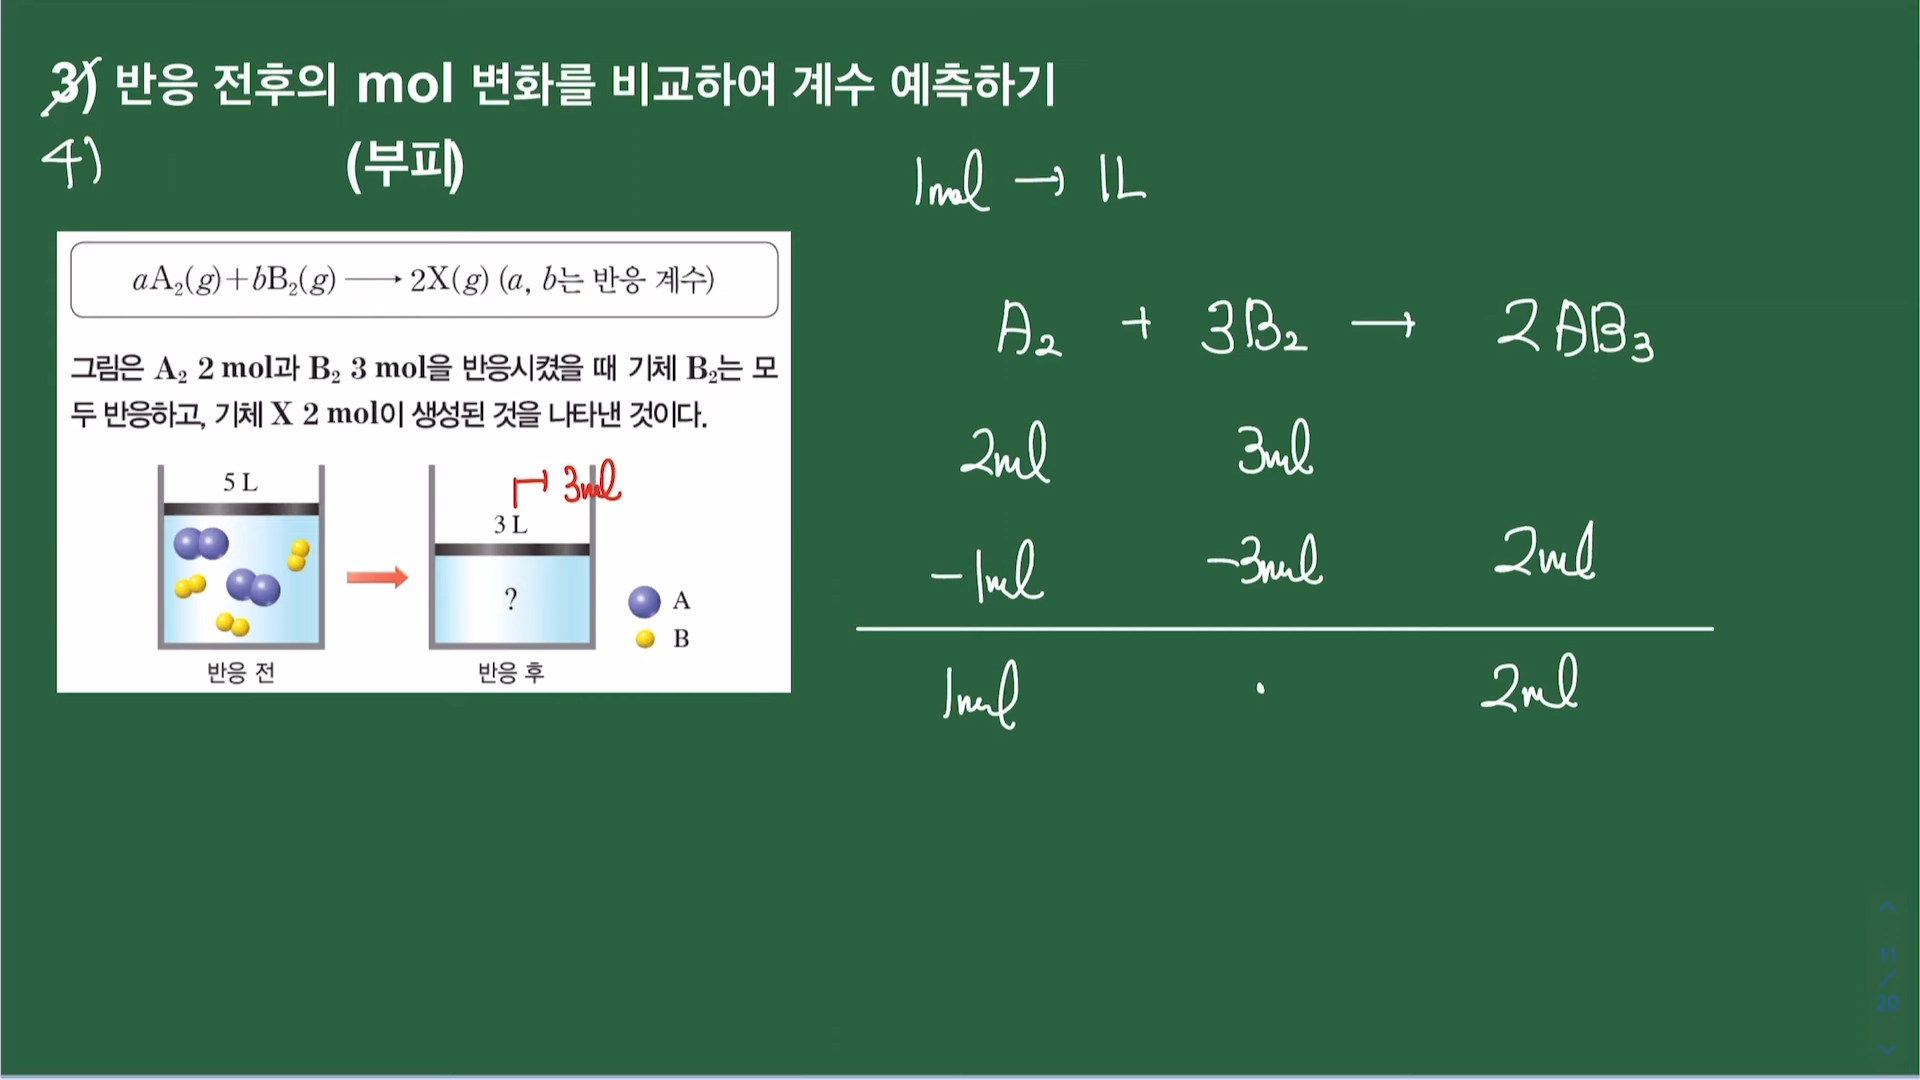 3) 반응 전후의 mol 변화를 비교하여 계수 예측하기
4)
(부피)
1mol → 1L
aA₂(g)+bB₂(g) ⟶ 2X(g) (a, b는 반응 계수)
그림은 A₂ 2 mol과 B₂ 3 mol을 반응시켰을 때 기체 B₂는 모
두 반응하고, 기체 X 2 mol이 생성된 것을 나타낸 것이다.
5 L
3 L
→ 3mol
?
A
B
반응 전
반응 후
A₂ + 3B₂ → 2AB₃
2mol 3mol
-1mol -3mol 2mol
1mol · 2mol
11
/
20